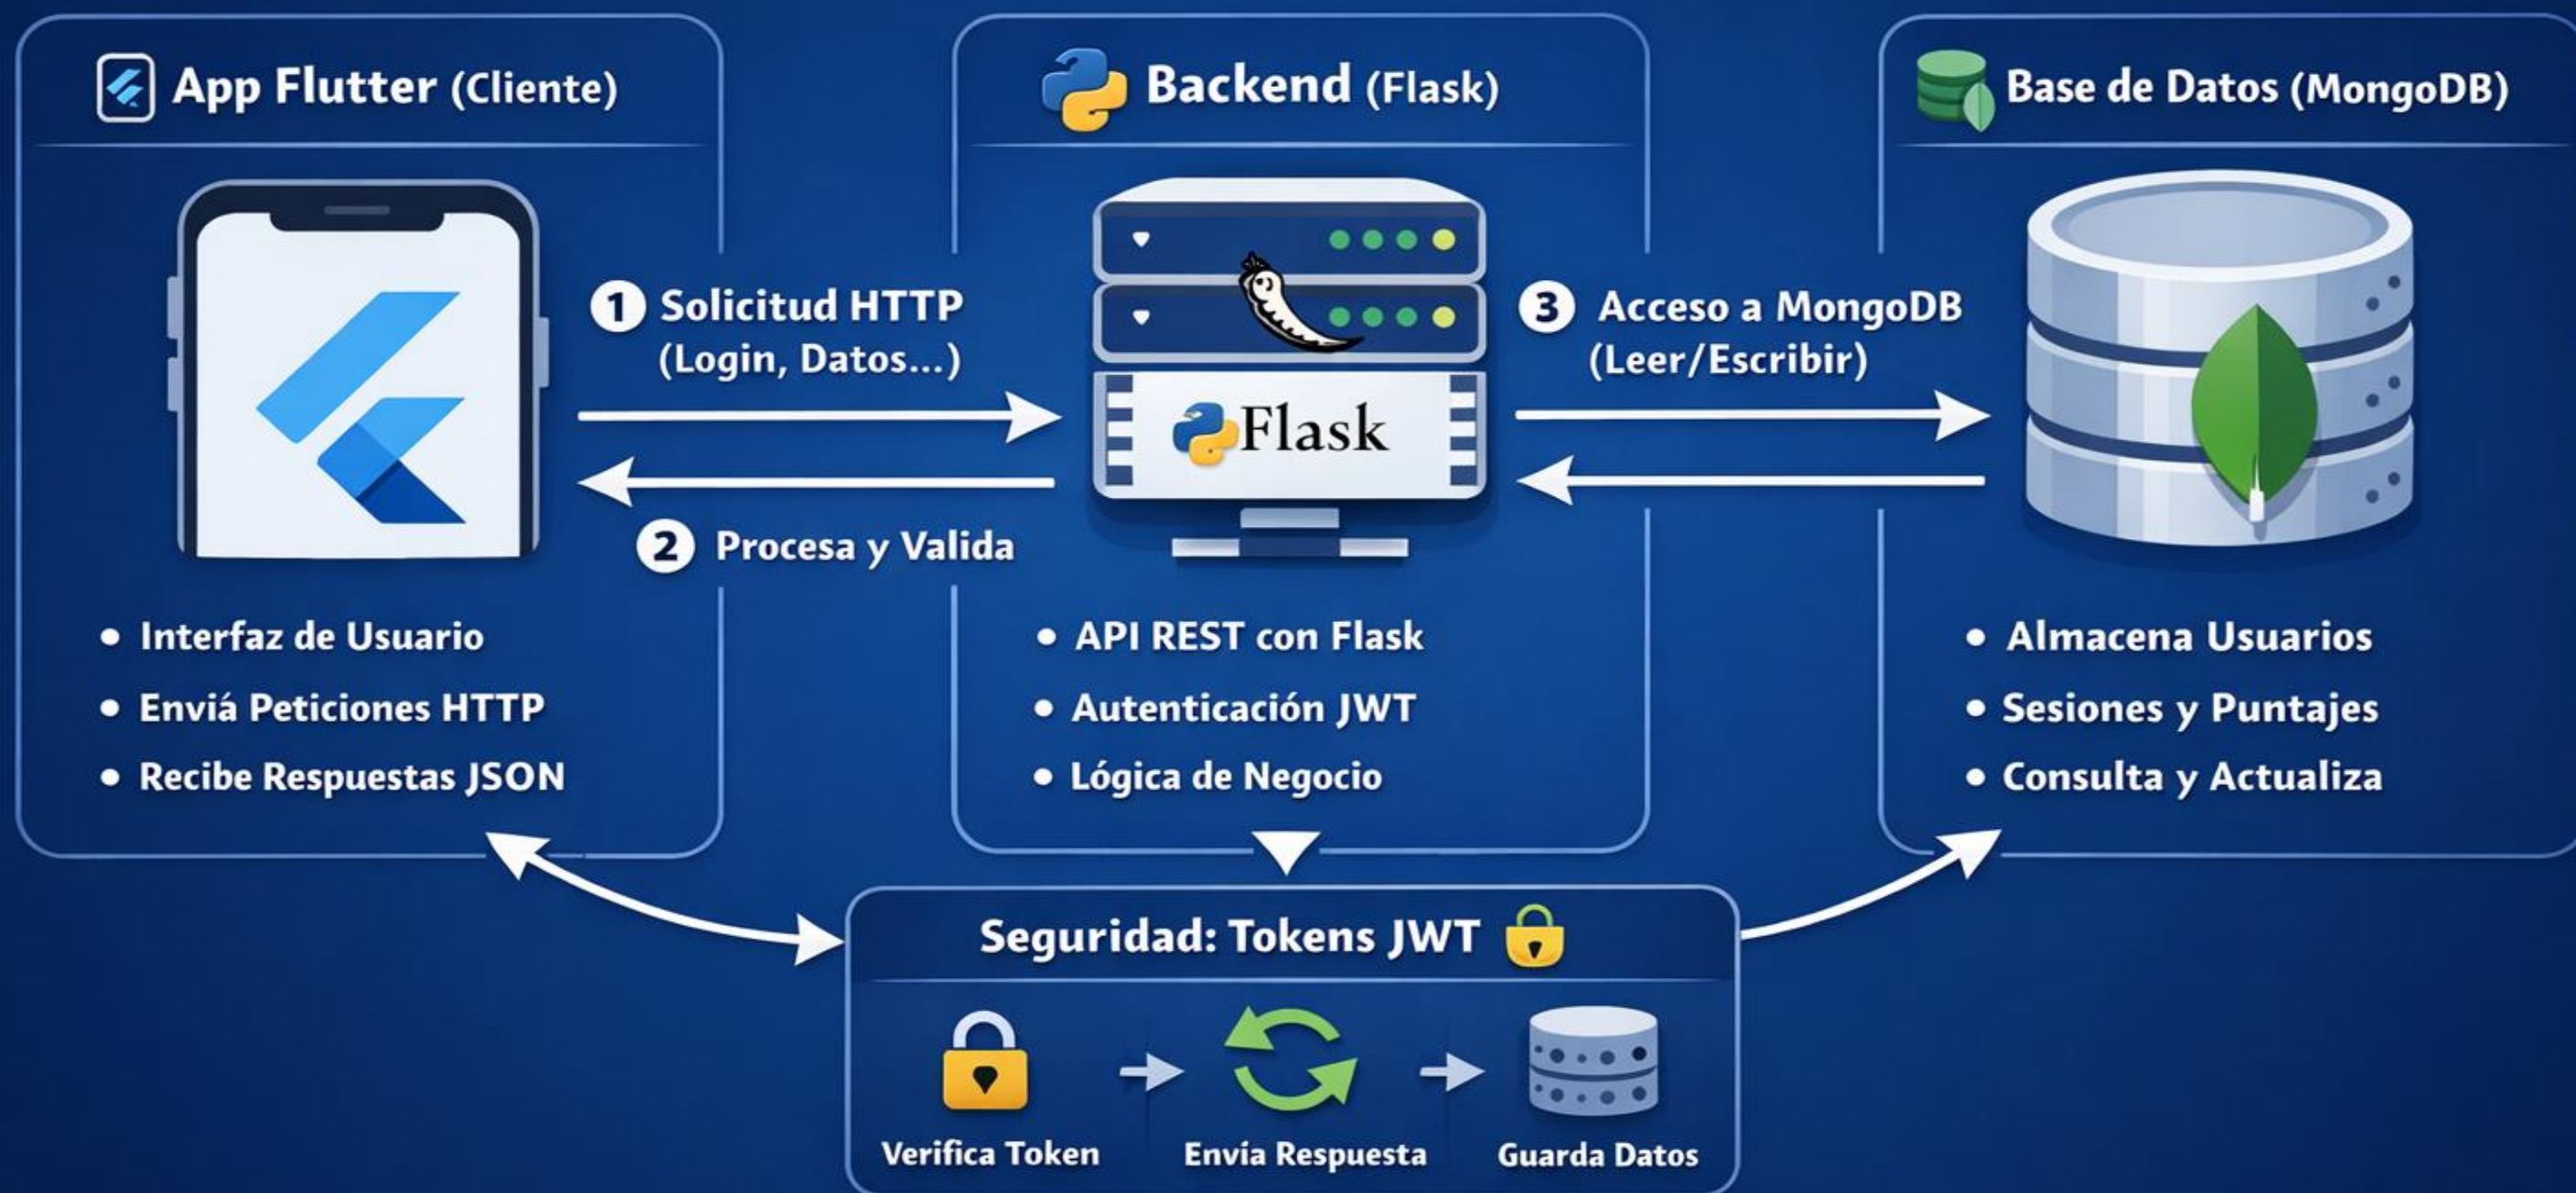 App Flutter (Cliente)
Backend (Flask)
Base de Datos (MongoDB)
1 Solicitud HTTP
(Login, Datos...)
2 Procesa y Valida
Flask
3 Acceso a MongoDB
(Leer/Escribir)
• Interfaz de Usuario
• Enviá Peticiones HTTP
• Recibe Respuestas JSON
• API REST con Flask
• Autenticación JWT
• Lógica de Negocio
• Almacena Usuarios
• Sesiones y Puntajes
• Consulta y Actualiza
Seguridad: Tokens JWT
Verifica Token
Envía Respuesta
Guarda Datos